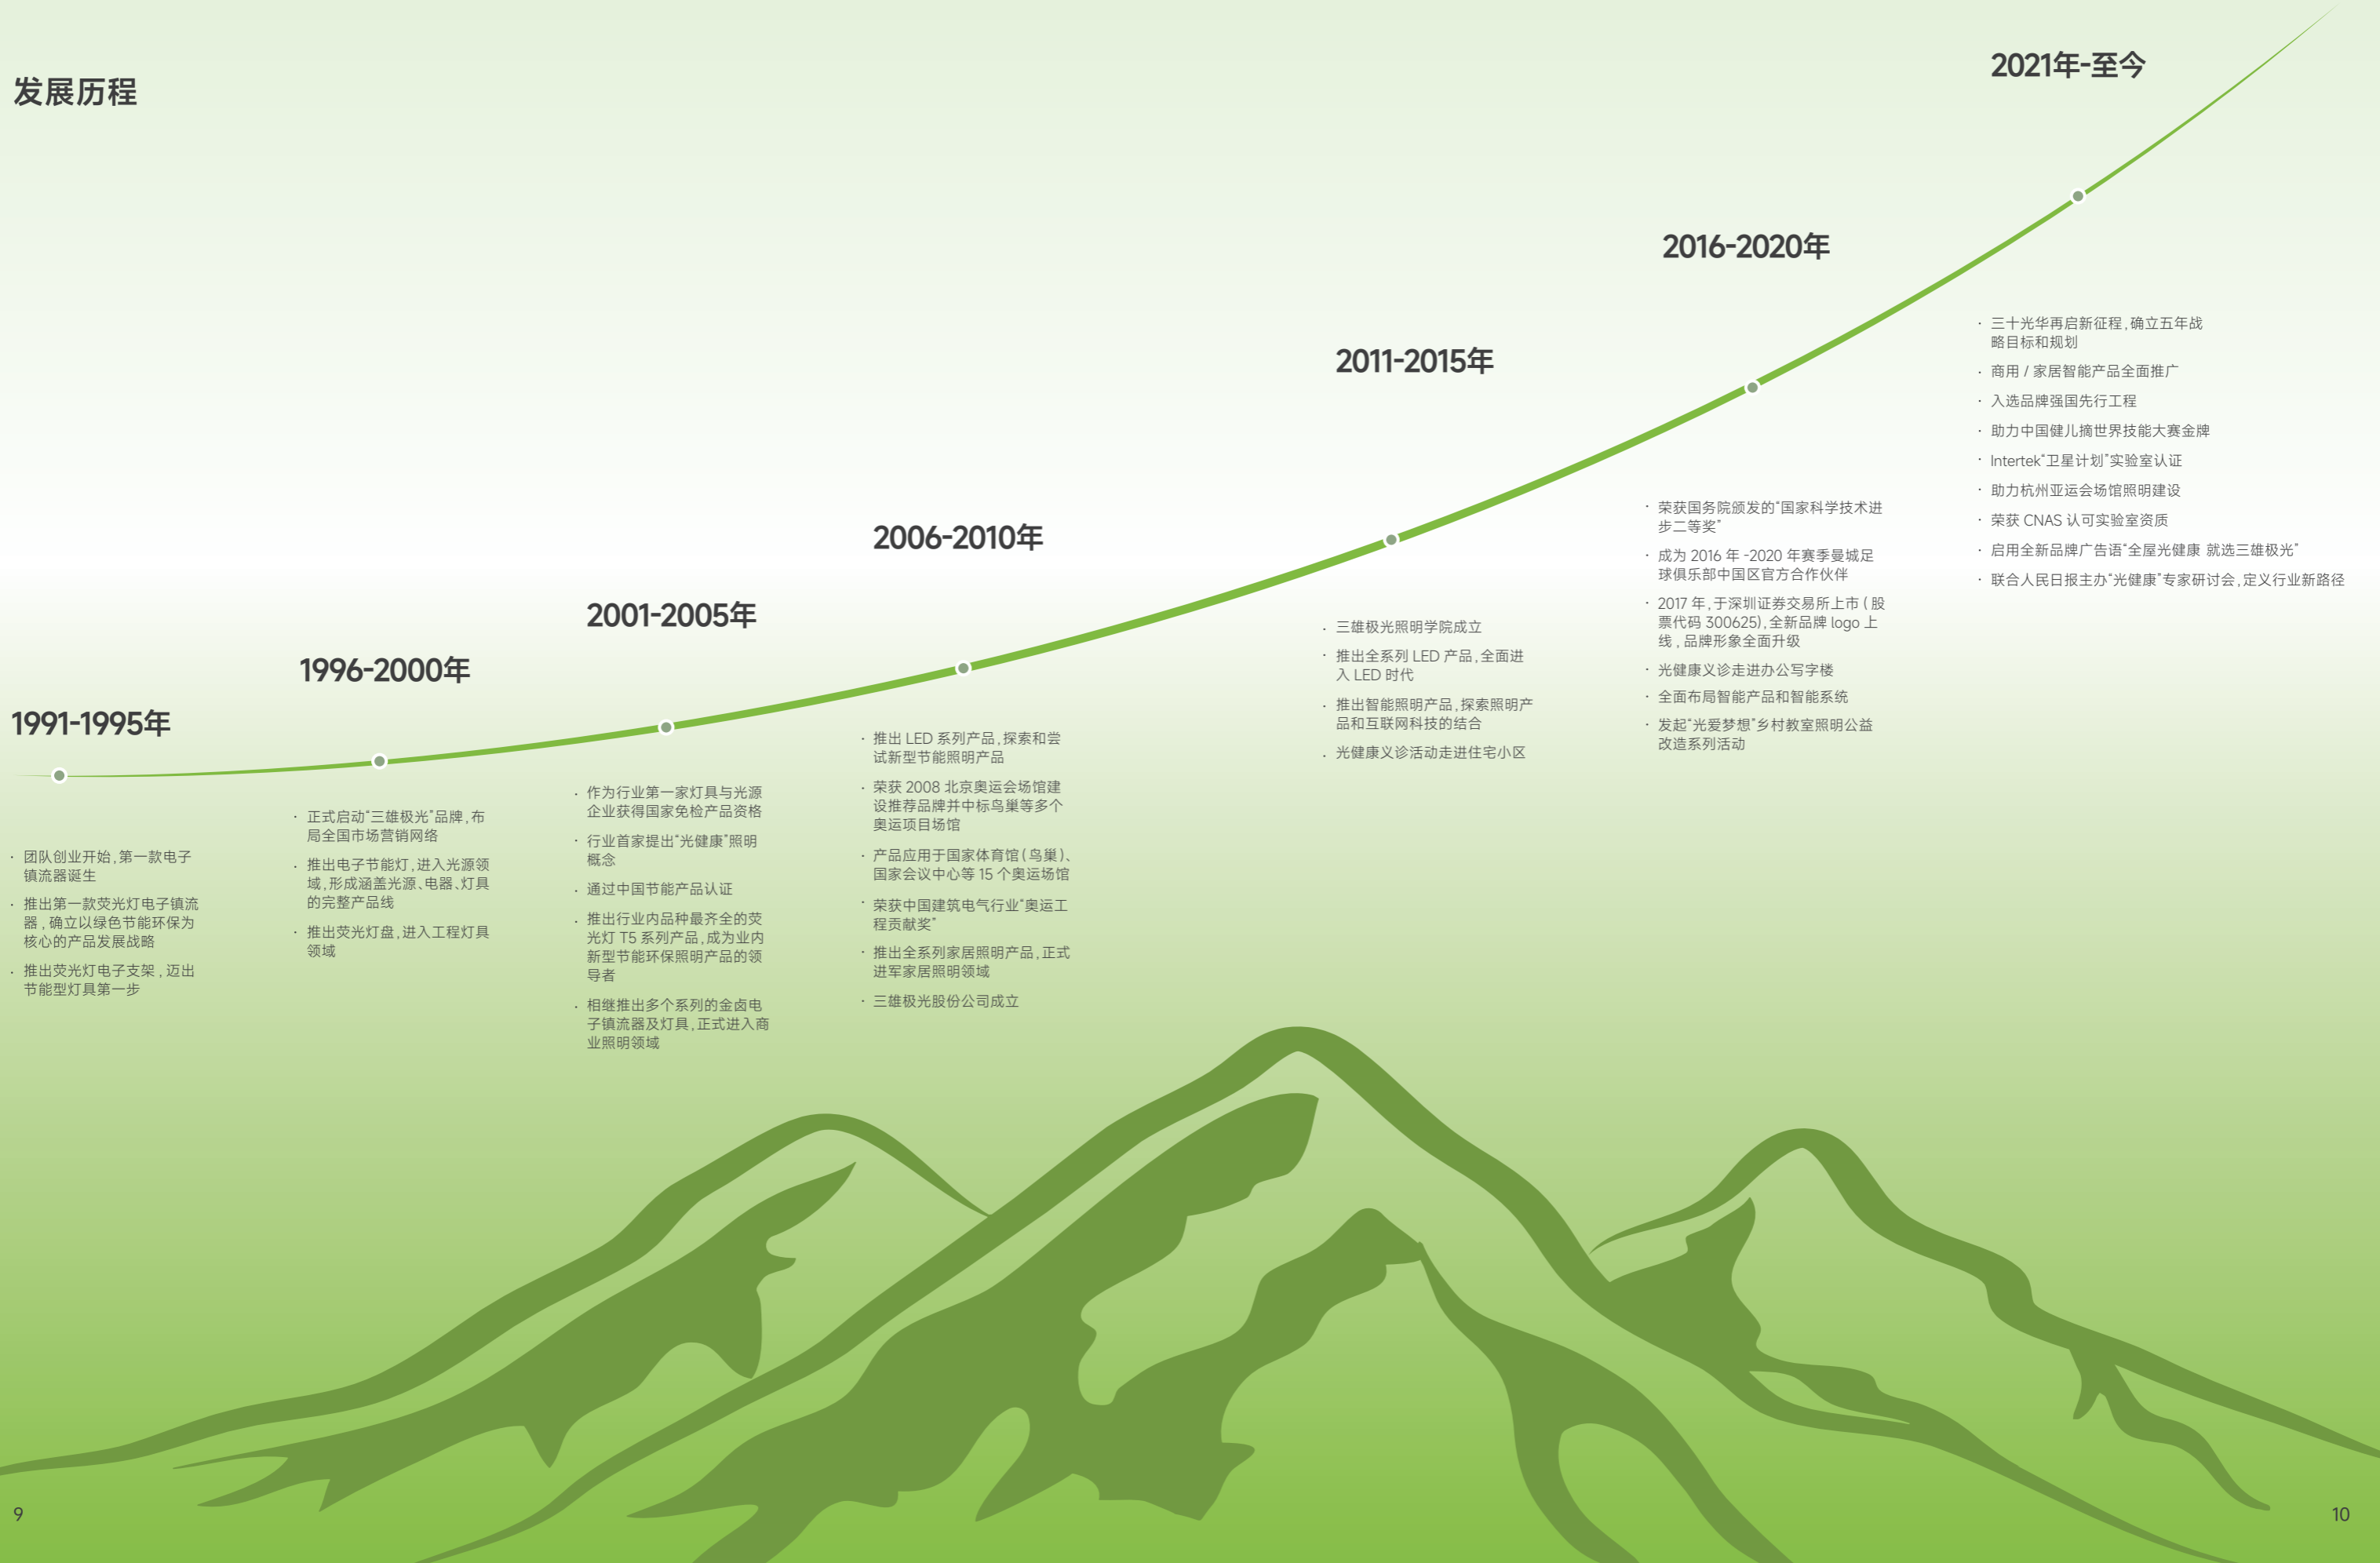 发展历程
1991-1995年
· 团队创业开始,第一款电子
镇流器诞生
· 推出第一款荧光灯电子镇流
器,确立以绿色节能环保为
核心的产品发展战略
· 推出荧光灯电子支架,迈出
节能型灯具第一步
1996-2000年
· 正式启动“三雄极光”品牌,布
局全国市场营销网络
· 推出电子节能灯,进入光源领
域,形成涵盖光源、电器、灯具
的完整产品线
· 推出荧光灯盘,进入工程灯具
领域
2001-2005年
· 作为行业第一家灯具与光源
企业获得国家免检产品资格
· 行业首家提出“光健康”照明
概念
· 通过中国节能产品认证
· 推出行业内品种最齐全的荧
光灯 T5 系列产品,成为业内
新型节能环保照明产品的领
导者
· 相继推出多个系列的金卤电
子镇流器及灯具,正式进入商
业照明领域
2006-2010年
· 推出 LED 系列产品,探索和尝
试新型节能照明产品
· 荣获 2008 北京奥运会场馆建
设推荐品牌并中标鸟巢等多个
奥运项目场馆
· 产品应用于国家体育馆(鸟巢)、
国家会议中心等 15 个奥运场馆
· 荣获中国建筑电气行业“奥运工
程贡献奖”
· 推出全系列家居照明产品,正式
进军家居照明领域
· 三雄极光股份公司成立
2011-2015年
· 三雄极光照明学院成立
· 推出全系列 LED 产品,全面进
入 LED 时代
· 推出智能照明产品,探索照明产
品和互联网科技的结合
· 光健康义诊活动走进住宅小区
2016-2020年
· 荣获国务院颁发的“国家科学技术进
步二等奖”
· 成为 2016 年 -2020 年赛季曼城足
球俱乐部中国区官方合作伙伴
· 2017 年,于深圳证券交易所上市 ( 股
票代码 300625),全新品牌 logo 上
线, 品牌形象全面升级
· 光健康义诊走进办公写字楼
· 全面布局智能产品和智能系统
· 发起“光爱梦想”乡村教室照明公益
改造系列活动
2021年-至今
· 三十光华再启新征程,确立五年战
略目标和规划
· 商用 / 家居智能产品全面推广
· 入选品牌强国先行工程
· 助力中国健儿摘世界技能大赛金牌
· Intertek“卫星计划”实验室认证
· 助力杭州亚运会场馆照明建设
· 荣获 CNAS 认可实验室资质
· 启用全新品牌广告语“全屋光健康 就选三雄极光”
· 联合人民日报主办“光健康”专家研讨会,定义行业新路径
9
10